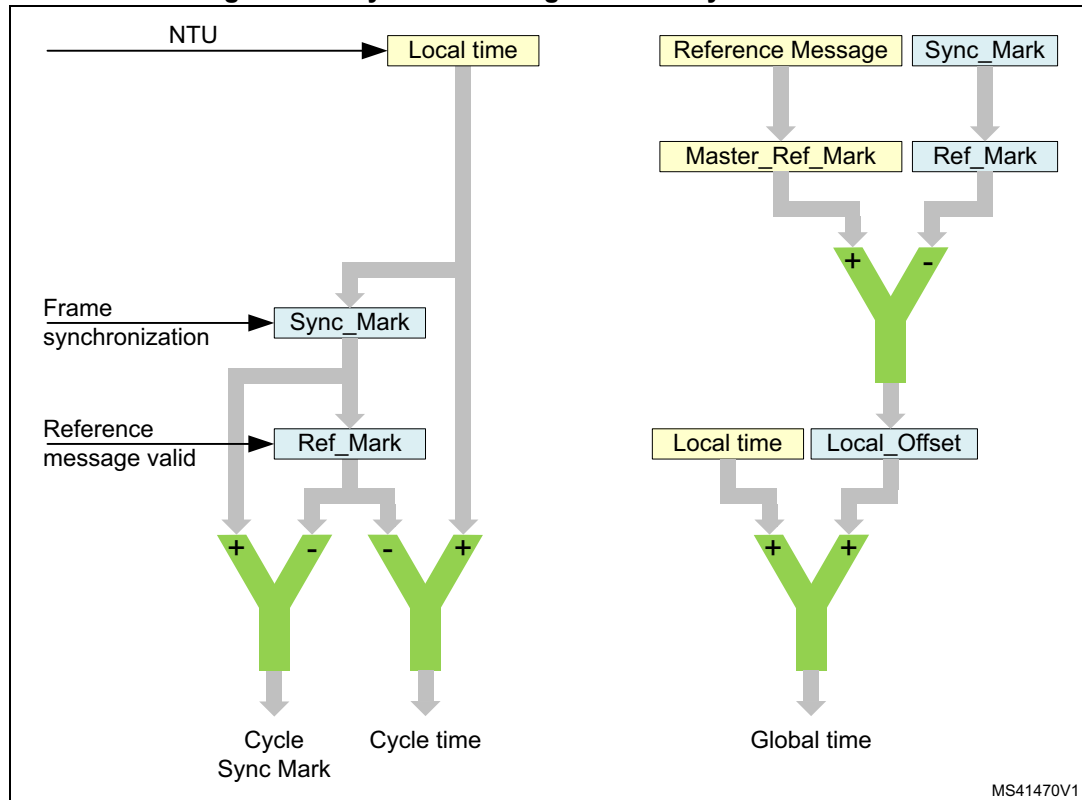 NTU
Local time
Reference Message
Sync_Mark
Master_Ref_Mark
Ref_Mark
+
-
Frame
synchronization
Sync_Mark
Reference
message valid
Ref_Mark
Local time
Local_Offset
+
-
-
+
+
+
Cycle
Sync Mark
Cycle time
Global time
MS41470V1